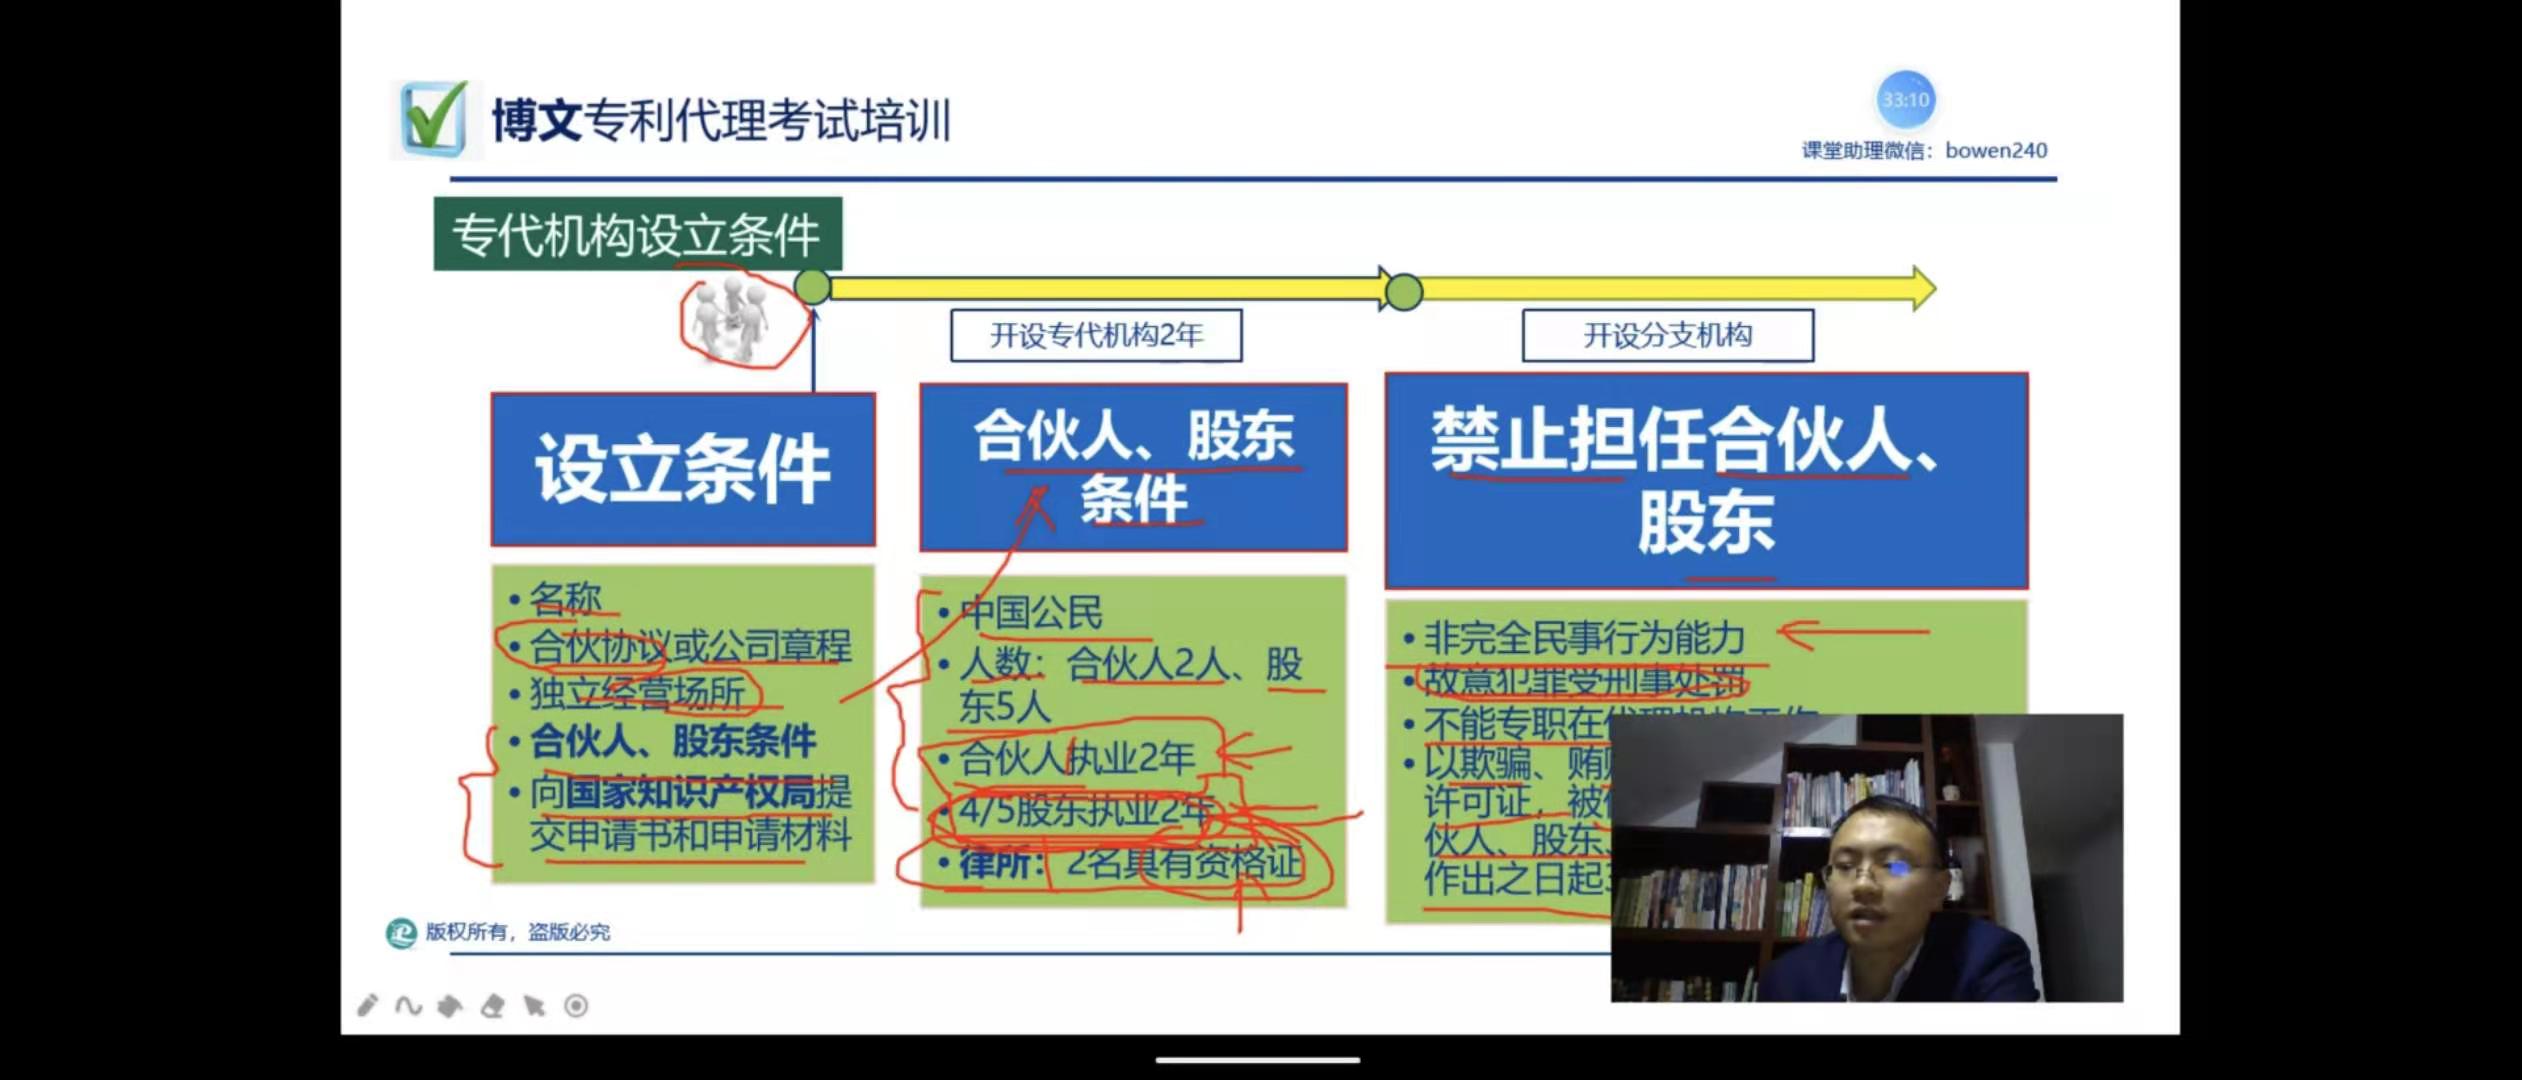 博文专利代理考试培训
33:10
课堂助理微信：bowen240
专代机构设立条件
开设专代机构2年
开设分支机构
设立条件
• 名称
• 合伙协议或公司章程
• 独立经营场所
• 合伙人、股东条件
• 向国家知识产权局提
交申请书和申请材料
合伙人、股东
条件
• 中国公民
• 人数：合伙人2人、股
东5人
• 合伙人执业2年
• 4/5股东执业2年
• 律所：2名具有资格证
禁止担任合伙人、
股东
• 非完全民事行为能力
• 故意犯罪受刑事处罚
• 不能专职在代理机构工作
• 以欺骗、贿
许可证，被
伙人、股东、
作出之日起
版权所有，盗版必究